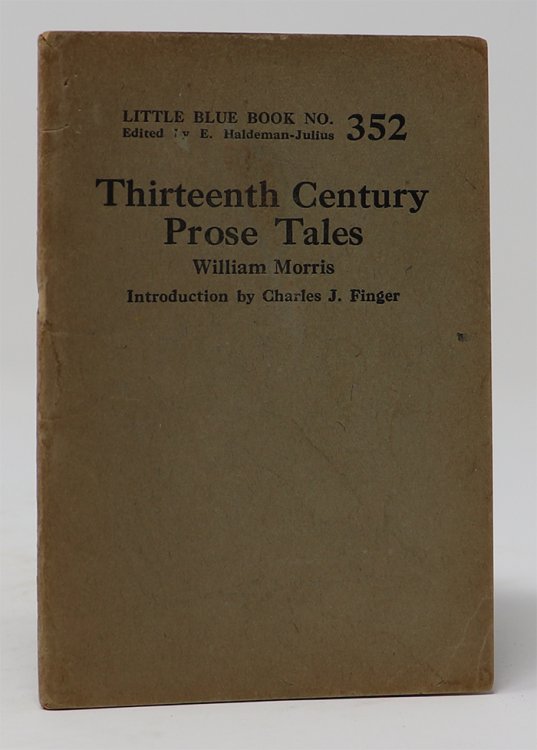 LITTLE BLUE BOOK NO. 352
Edited by E. Haldeman-Julius
Thirteenth Century
Prose Tales
William Morris
Introduction by Charles J. Finger